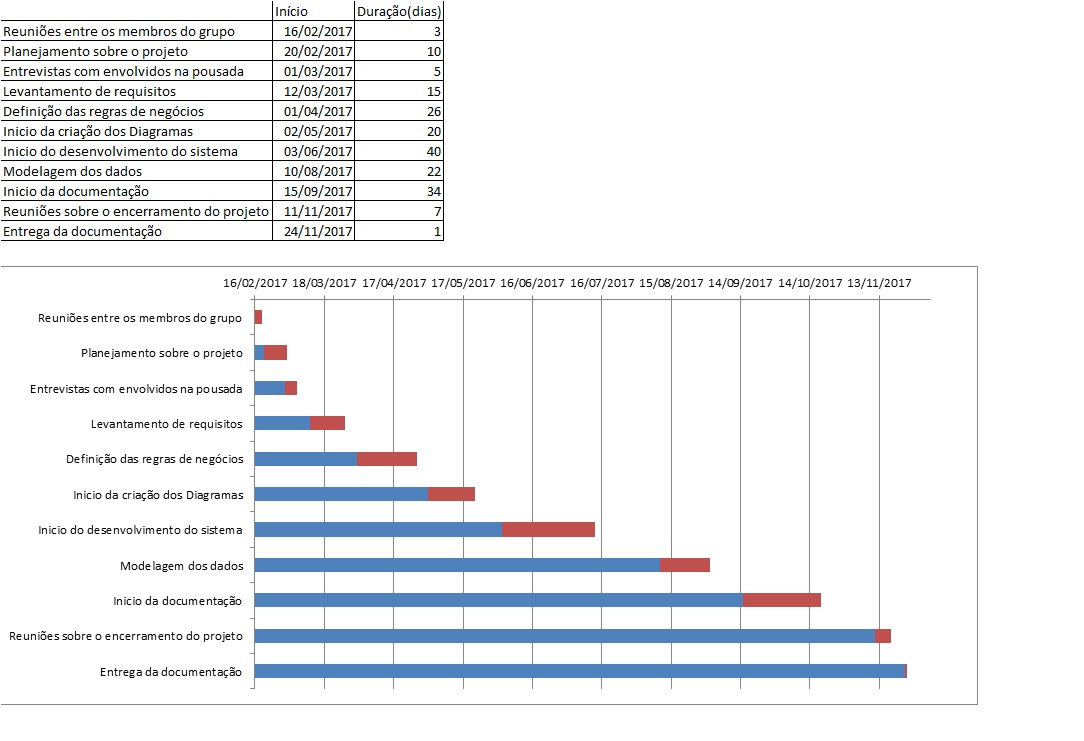 Início Duração(dias)
Reuniões entre os membros do grupo 16/02/2017 3
Planejamento sobre o projeto 20/02/2017 10
Entrevistas com envolvidos na pousada 01/03/2017 5
Levantamento de requisitos 12/03/2017 15
Definição das regras de negócios 01/04/2017 26
Inicio da criação dos Diagramas 02/05/2017 20
Inicio do desenvolvimento do sistema 03/06/2017 40
Modelagem dos dados 10/08/2017 22
Inicio da documentação 15/09/2017 34
Reuniões sobre o encerramento do projeto 11/11/2017 7
Entrega da documentação 24/11/2017 1
16/02/2017 18/03/2017 17/04/2017 17/05/2017 16/06/2017 16/07/2017 15/08/2017 14/09/2017 14/10/2017 13/11/2017
Reuniões entre os membros do grupo
Planejamento sobre o projeto
Entrevistas com envolvidos na pousada
Levantamento de requisitos
Definição das regras de negócios
Inicio da criação dos Diagramas
Inicio do desenvolvimento do sistema
Modelagem dos dados
Inicio da documentação
Reuniões sobre o encerramento do projeto
Entrega da documentação